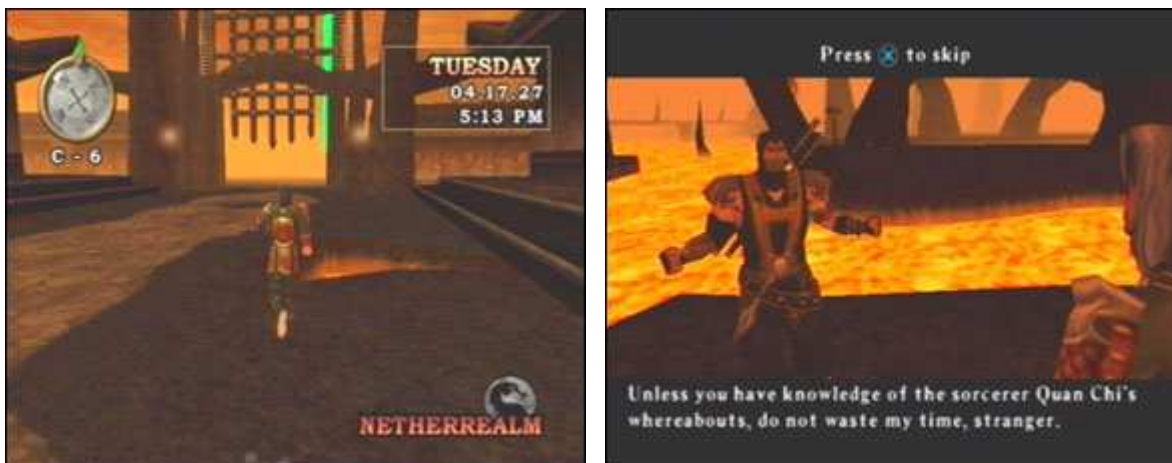 TUESDAY
04.17.27
5:13 PM
C - 6
NETHERREALM
Press ⊗ to skip
Unless you have knowledge of the sorcerer Quan Chi's
whereabouts, do not waste my time, stranger.